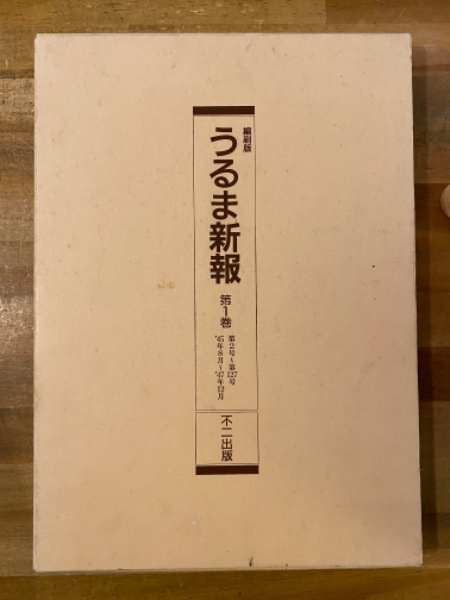 縮刷版
うるま新報
第1巻
第2号〜第127号
'45年8月〜'47年12月
不二出版